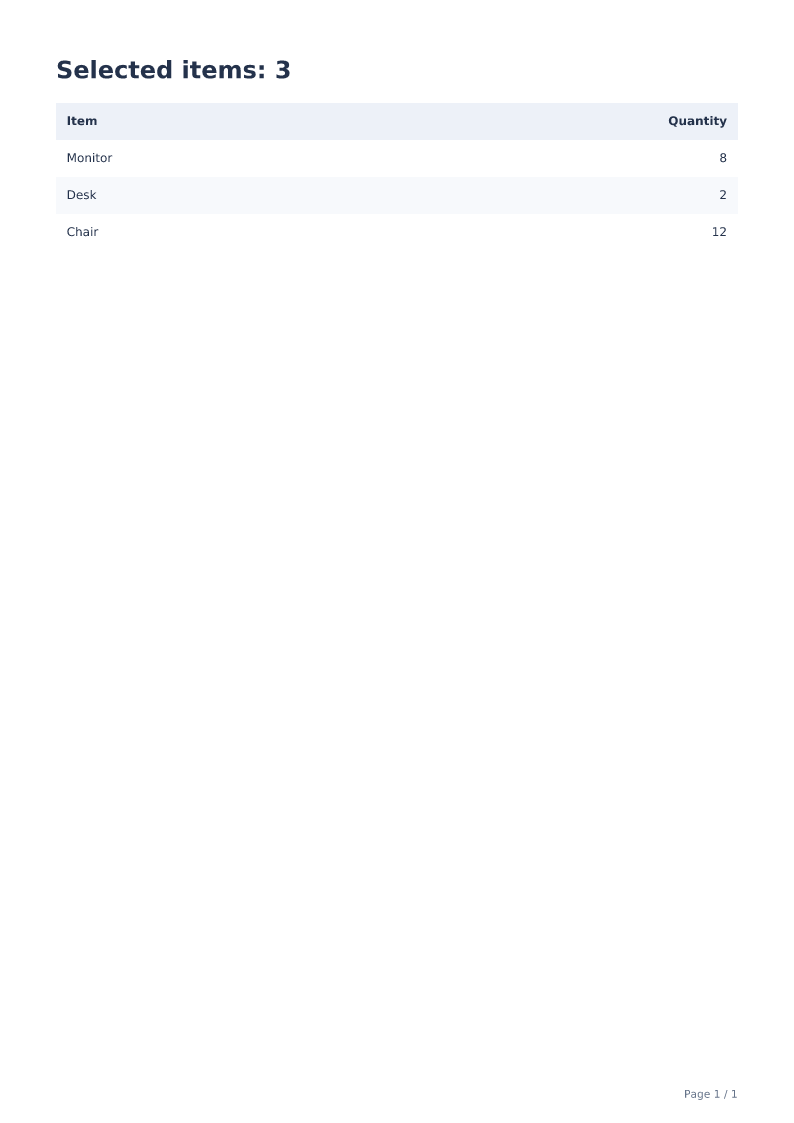 Selected items: 3
Item Quantity
Monitor 8
Desk 2
Chair 12
Page 1 / 1